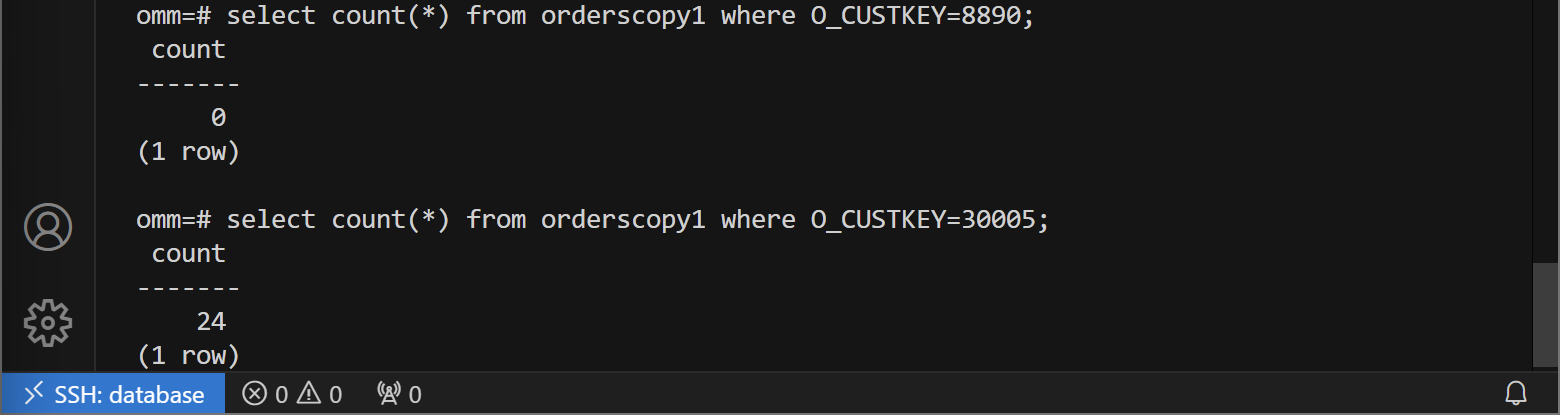 omm=# select count(*) from orderscopy1 where O_CUSTKEY=8890;
count
-------
0
(1 row)
omm=# select count(*) from orderscopy1 where O_CUSTKEY=30005;
count
-------
24
(1 row)
SSH: database 0 0 0